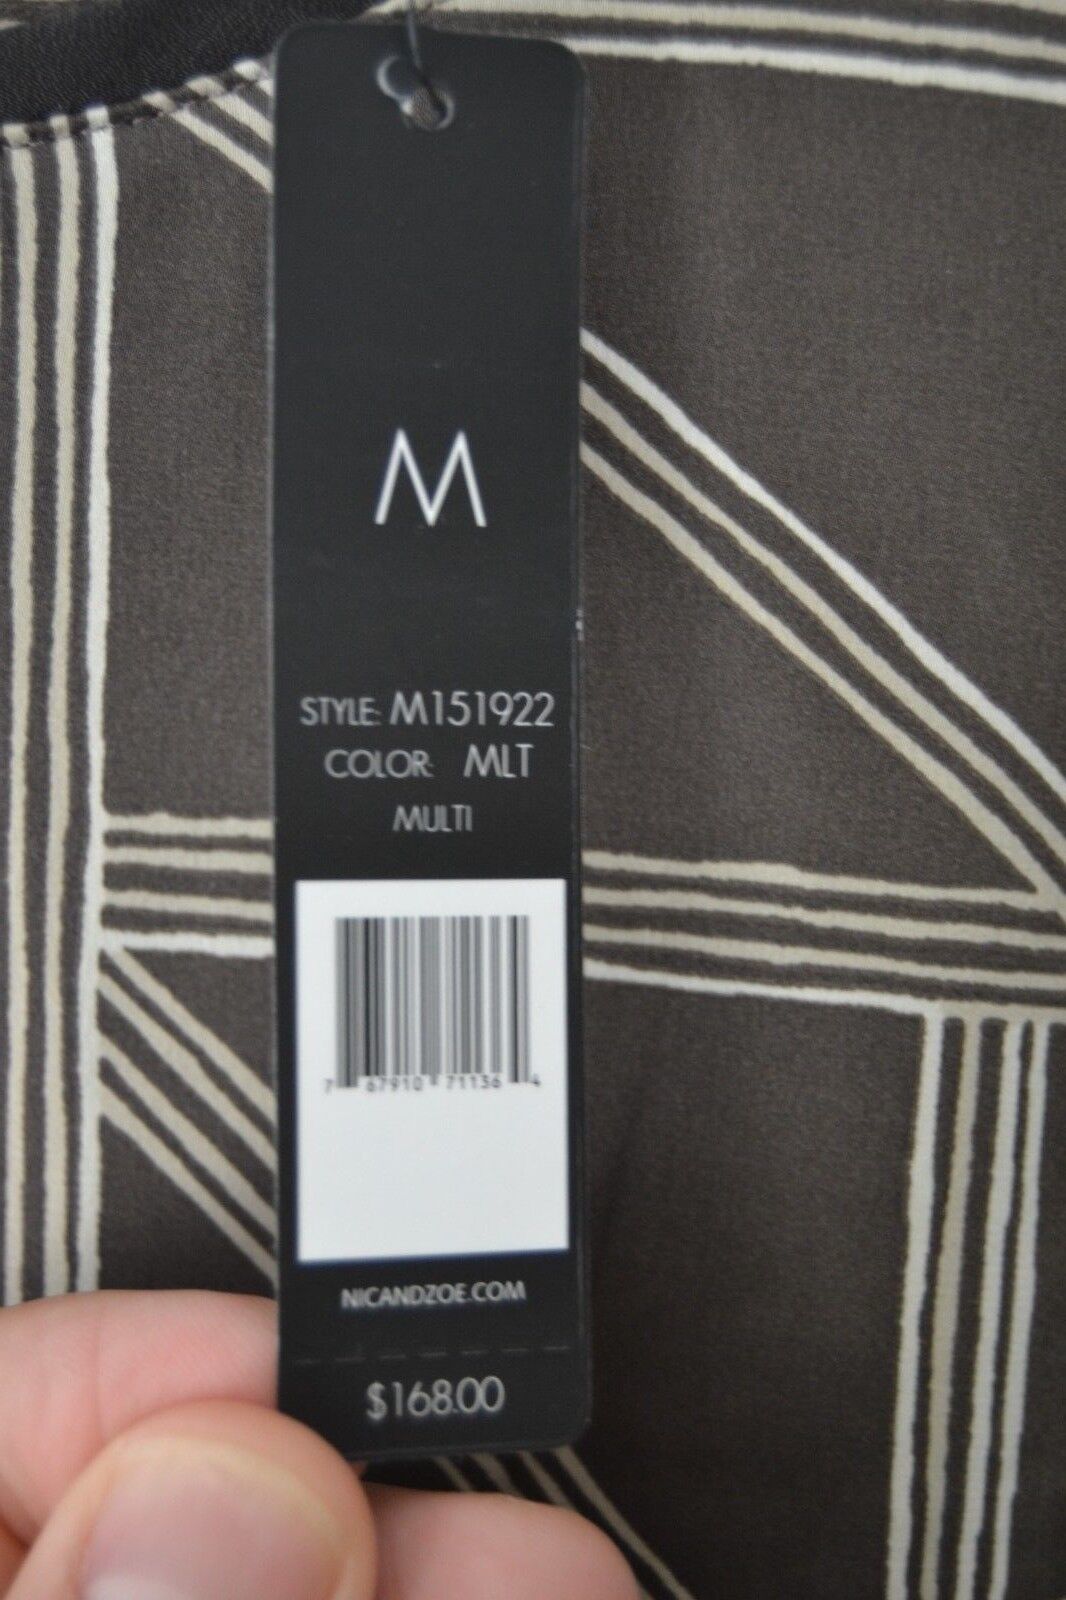 M
STYLE: M151922
COLOR: MLT
MULTI
7 67910 71136 4
NICANDZOE.COM
$168.00